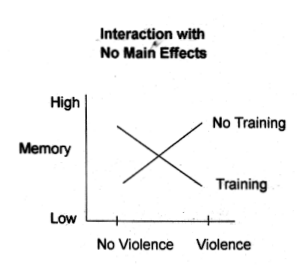 Interaction with
No Main Effects
High
No Training
Memory
Training
Low
No Violence
Violence